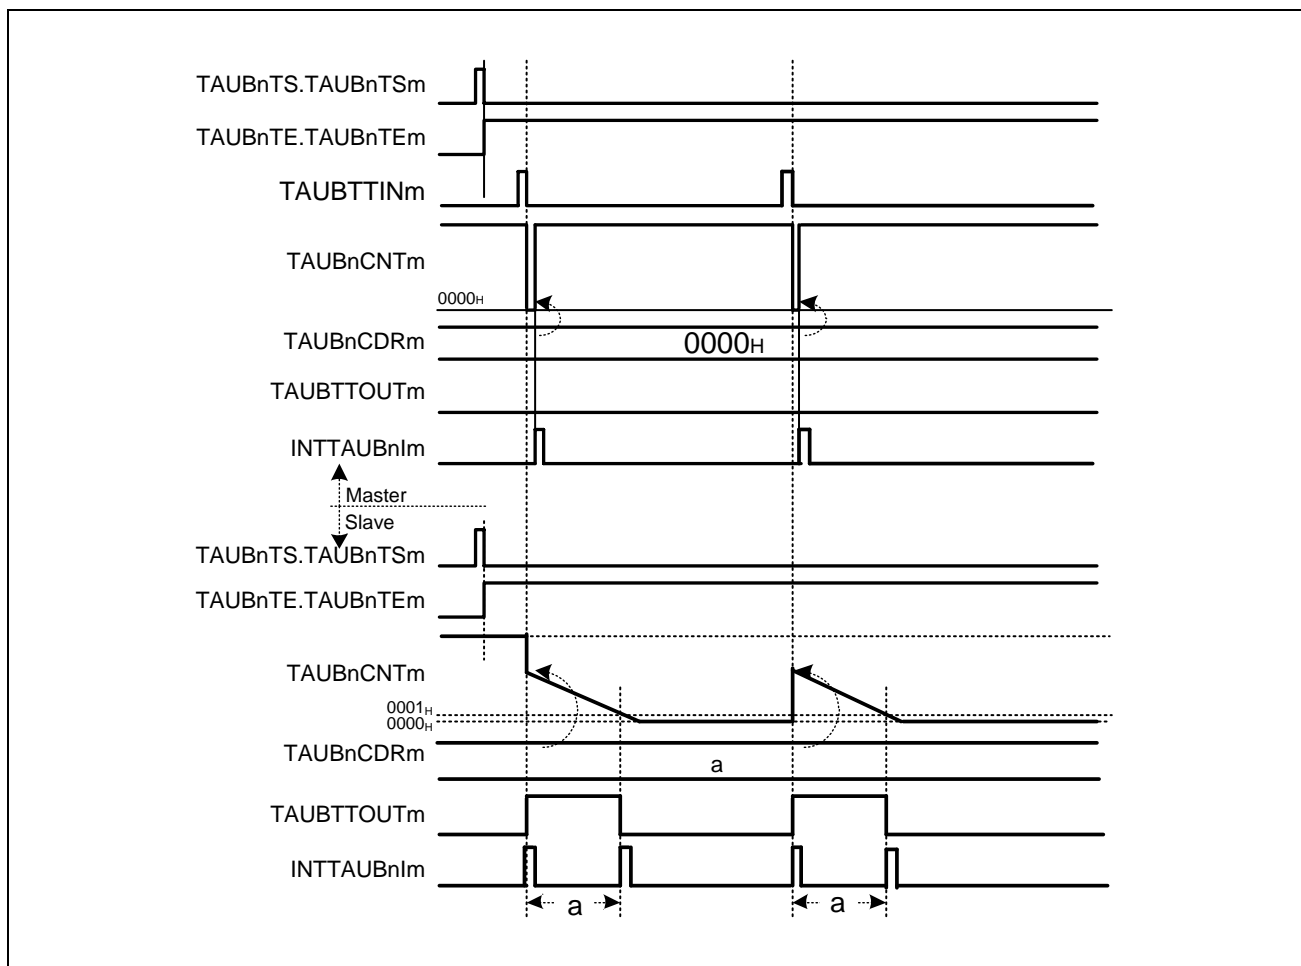 TAUBnTS.TAUBnTSm
TAUBnTE.TAUBnTEm
TAUBTTINm
TAUBnCNTm
0000H
TAUBnCDRm
0000H
TAUBTTOUTm
INTTAUBnIm
Master
Slave
TAUBnTS.TAUBnTSm
TAUBnTE.TAUBnTEm
TAUBnCNTm
0001H
0000H
TAUBnCDRm
a
TAUBTTOUTm
INTTAUBnIm
a a